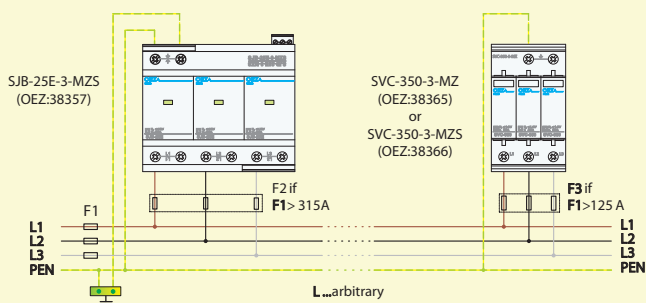 SJB-25E-3-MZS
(OEZ:38357)
SVC-350-3-MZ
(OEZ:38365)
or
SVC-350-3-MZS
(OEZ:38366)
F2 if
F1> 315A
F3 if
F1>125 A
F1
L1
L2
L3
PEN
L1
L2
L3
PEN
L ...arbitrary